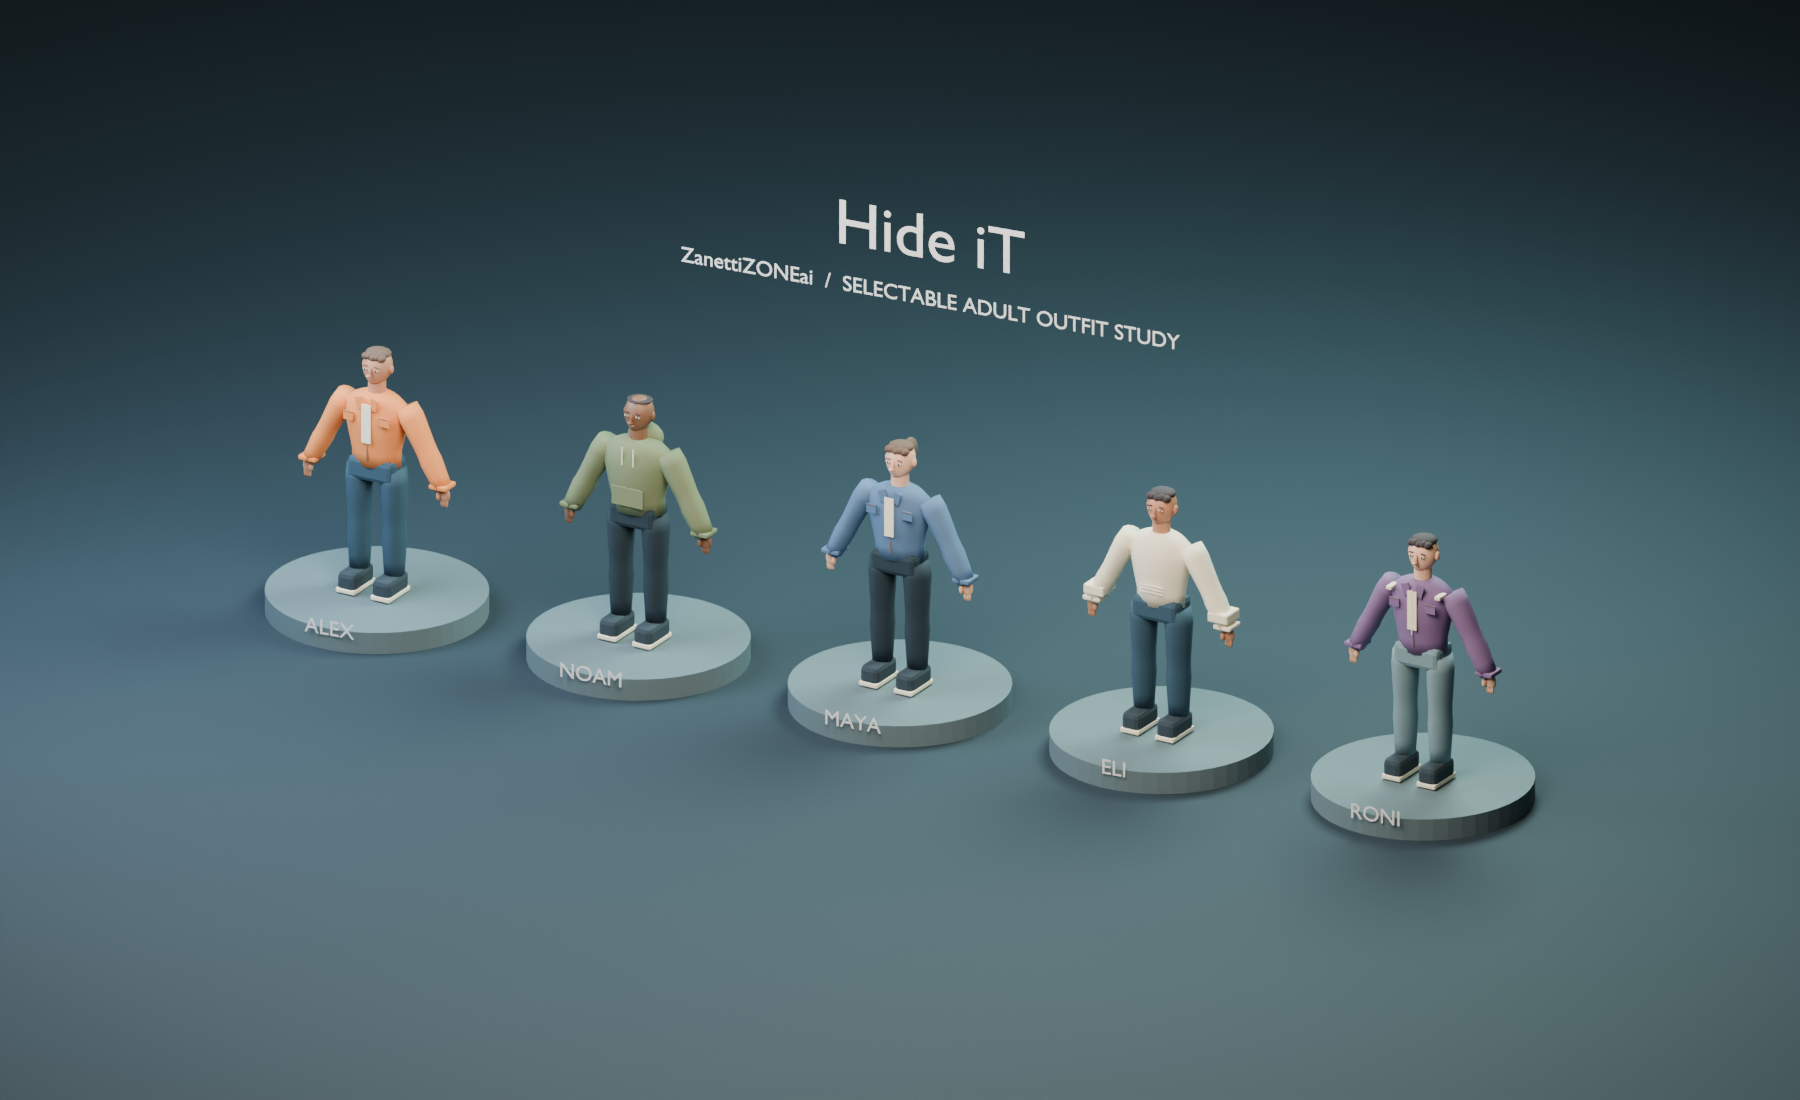 Hide iT
ZanettiZONEai / SELECTABLE ADULT OUTFIT STUDY
ALEX
NOAM
MAYA
ELI
RONI